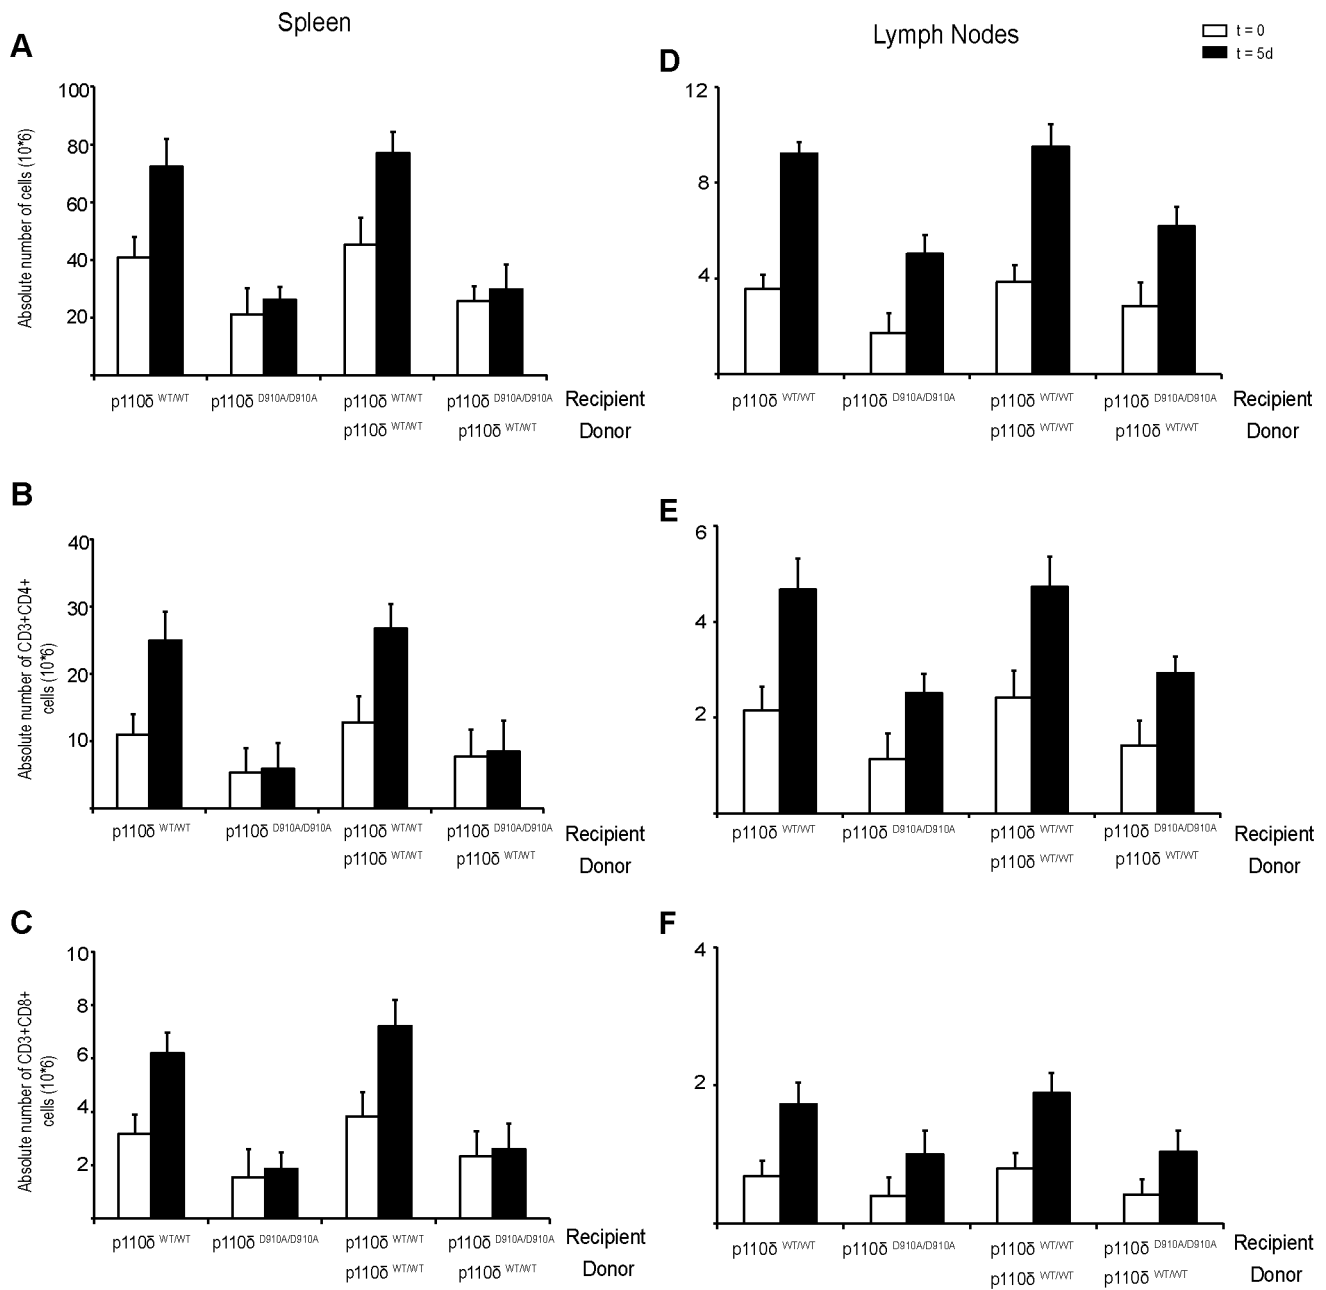 Spleen
Lymph Nodes
t = 0
t = 5d
A
Absolute number of cells (10*6)
100
80
60
40
20
p110δ WT/WT
p110δ D910A/D910A
p110δ WT/WT
p110δ D910A/D910A
Recipient
p110δ WT/WT
p110δ WT/WT
Donor
D
12
8
4
p110δ WT/WT
p110δ D910A/D910A
p110δ WT/WT
p110δ D910A/D910A
Recipient
p110δ WT/WT
p110δ WT/WT
Donor
B
Absolute number of CD3+CD4+
cells (10*6)
40
30
20
10
p110δ WT/WT
p110δ D910A/D910A
p110δ WT/WT
p110δ D910A/D910A
Recipient
p110δ WT/WT
p110δ WT/WT
Donor
E
6
4
2
p110δ WT/WT
p110δ D910A/D910A
p110δ WT/WT
p110δ D910A/D910A
Recipient
p110δ WT/WT
p110δ WT/WT
Donor
C
Absolute number of CD3+CD8+
cells (10*6)
10
8
6
4
2
p110δ WT/WT
p110δ D910A/D910A
p110δ WT/WT
p110δ D910A/D910A
Recipient
p110δ WT/WT
p110δ WT/WT
Donor
F
4
2
p110δ WT/WT
p110δ D910A/D910A
p110δ WT/WT
p110δ D910A/D910A
Recipient
p110δ WT/WT
p110δ WT/WT
Donor